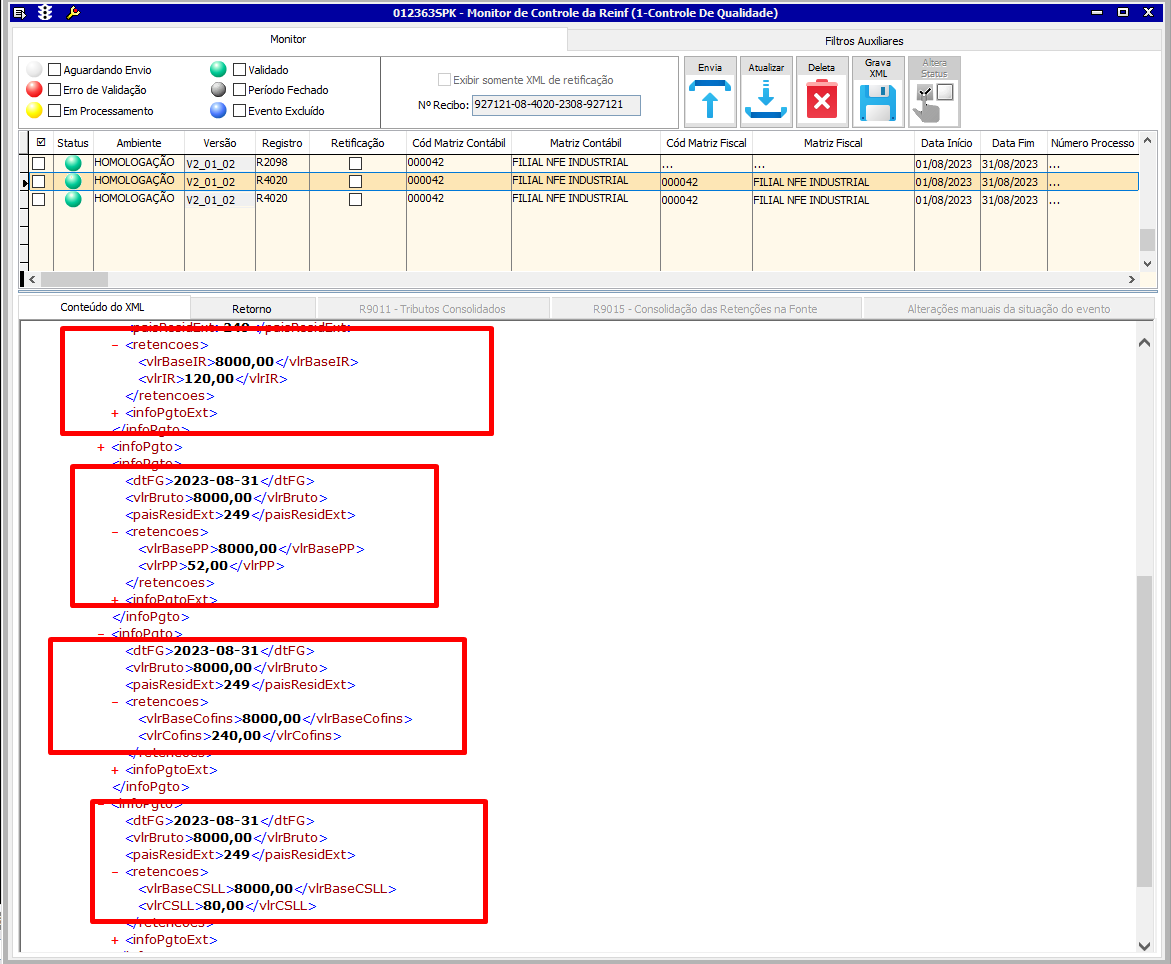 012363SPK - Monitor de Controle da Reinf (1-Controle De Qualidade)
Monitor Filtros Auxiliares
Aguardando Envio Validado
Erro de Validação Período Fechado
Em Processamento Evento Excluído
Exibir somente XML de retificação
Nº Recibo: 927121-08-4020-2308-927121
Envia Atualizar Deleta Grava XML Altera Status
Status Ambiente Versão Registro Retificação Cód Matriz Contábil Matriz Contábil Cód Matriz Fiscal Matriz Fiscal Data Início Data Fim Número Processo
HOMOLOGAÇÃO V2_01_02 R2098 000042 FILIAL NFE INDUSTRIAL ... ... 01/08/2023 31/08/2023 ...
HOMOLOGAÇÃO V2_01_02 R4020 000042 FILIAL NFE INDUSTRIAL 000042 FILIAL NFE INDUSTRIAL 01/08/2023 31/08/2023 ...
HOMOLOGAÇÃO V2_01_02 R4020 000042 FILIAL NFE INDUSTRIAL 000042 FILIAL NFE INDUSTRIAL 01/08/2023 31/08/2023 ...
Conteúdo do XML Retorno R9011 - Tributos Consolidados R9015 - Consolidação das Retenções na Fonte Alterações manuais da situação do evento
- <retencoes>
<vlrBaseIR>8000,00</vlrBaseIR>
<vlrIR>120,00</vlrIR>
</retencoes>
+ <infoPgtoExt>
</infoPgto>
+ <infoPgto>
<infoPgto>
<dtFG>2023-08-31</dtFG>
<vlrBruto>8000,00</vlrBruto>
<paisResidExt>249</paisResidExt>
- <retencoes>
<vlrBasePP>8000,00</vlrBasePP>
<vlrPP>52,00</vlrPP>
</retencoes>
+ <infoPgtoExt>
</infoPgto>
- <infoPgto>
<dtFG>2023-08-31</dtFG>
<vlrBruto>8000,00</vlrBruto>
<paisResidExt>249</paisResidExt>
- <retencoes>
<vlrBaseCofins>8000,00</vlrBaseCofins>
<vlrCofins>240,00</vlrCofins>
</retencoes>
+ <infoPgtoExt>
</infoPgto>
- <infoPgto>
<dtFG>2023-08-31</dtFG>
<vlrBruto>8000,00</vlrBruto>
<paisResidExt>249</paisResidExt>
- <retencoes>
<vlrBaseCSLL>8000,00</vlrBaseCSLL>
<vlrCSLL>80,00</vlrCSLL>
</retencoes>
+ <infoPgtoExt>